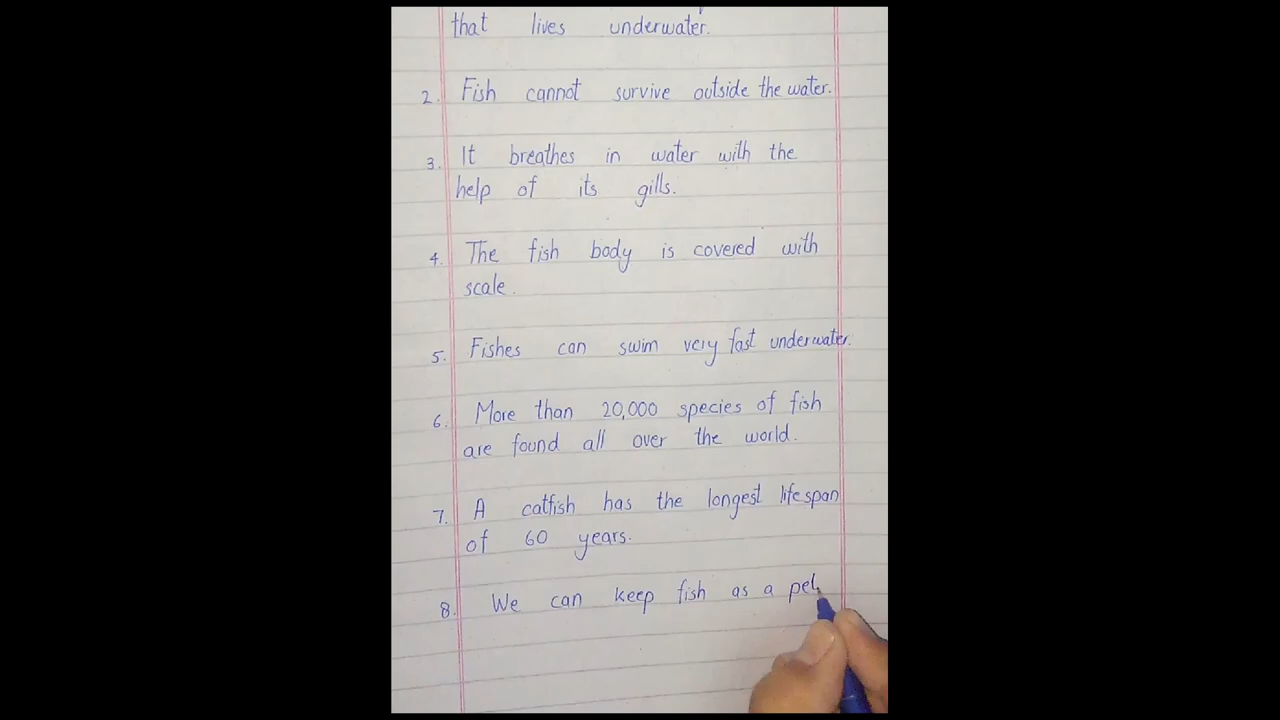 that lives underwater.
2. Fish cannot survive outside the water.
3. It breathes in water with the
help of its gills.
4. The fish body is covered with
scale.
5. Fishes can swim very fast underwater.
6. More than 20,000 species of fish
are found all over the world.
7. A catfish has the longest lifespan
of 60 years.
8. We can keep fish as a pet